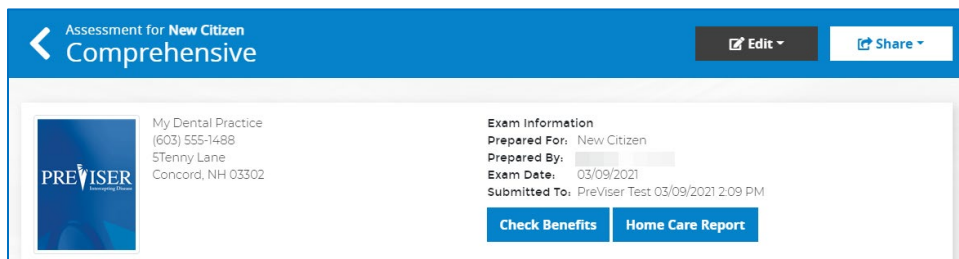 Assessment for New Citizen
Comprehensive
Edit
Share
PREVISER
Intercepting Disease
My Dental Practice
(603) 555-1488
5Tenny Lane
Concord, NH 03302
Exam Information
Prepared For: New Citizen
Prepared By:
Exam Date: 03/09/2021
Submitted To: PreViser Test 03/09/2021 2:09 PM
Check Benefits
Home Care Report